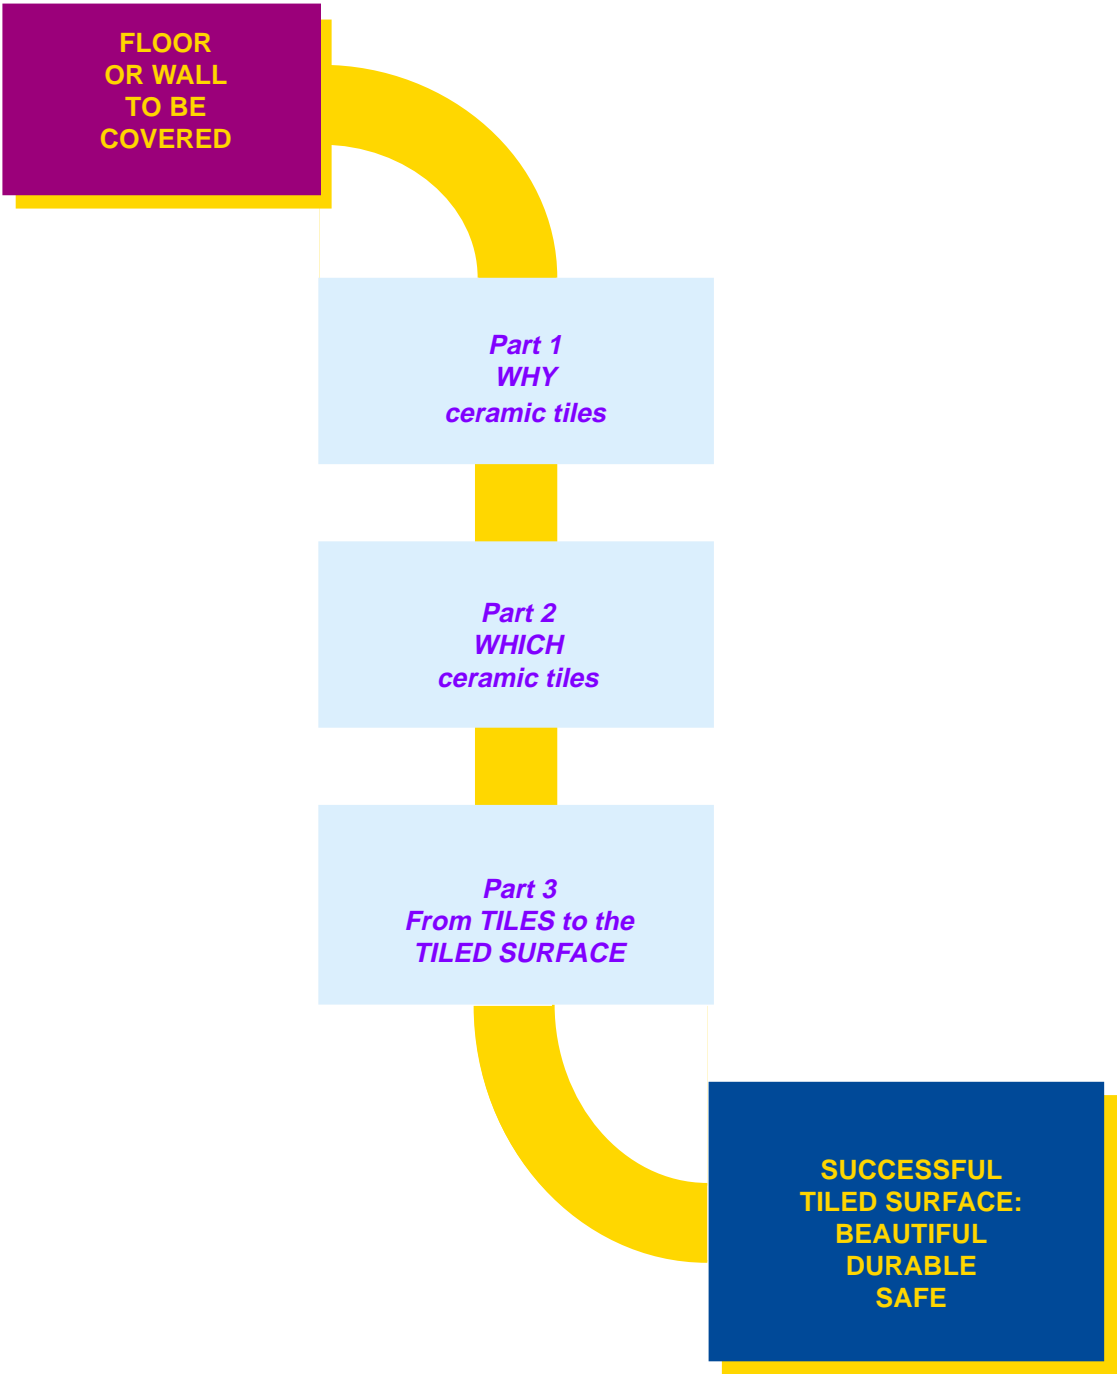 FLOOR
OR WALL
TO BE
COVERED
Part 1
WHY
ceramic tiles
Part 2
WHICH
ceramic tiles
Part 3
From TILES to the
TILED SURFACE
SUCCESSFUL
TILED SURFACE:
BEAUTIFUL
DURABLE
SAFE